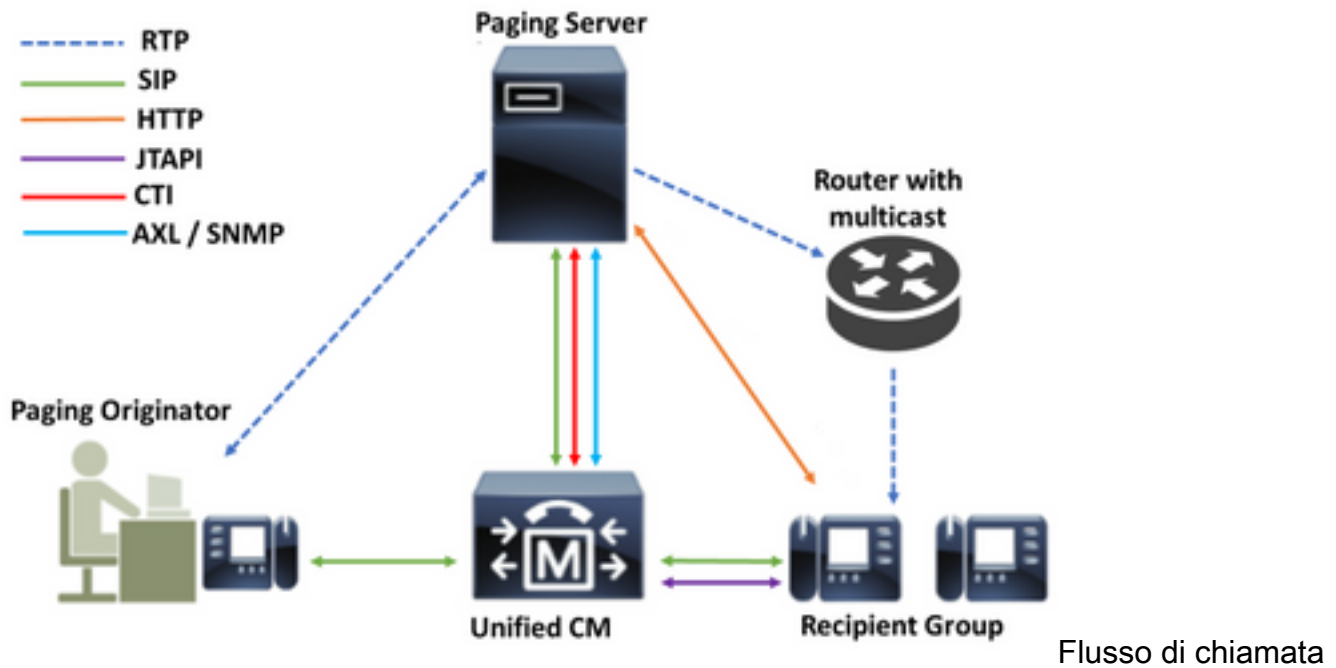 Paging Server
RTP
SIP
HTTP
JTAPI
CTI
AXL / SNMP
Router with
multicast
Paging Originator
M
Unified CM
Recipient Group
Flusso di chiamata